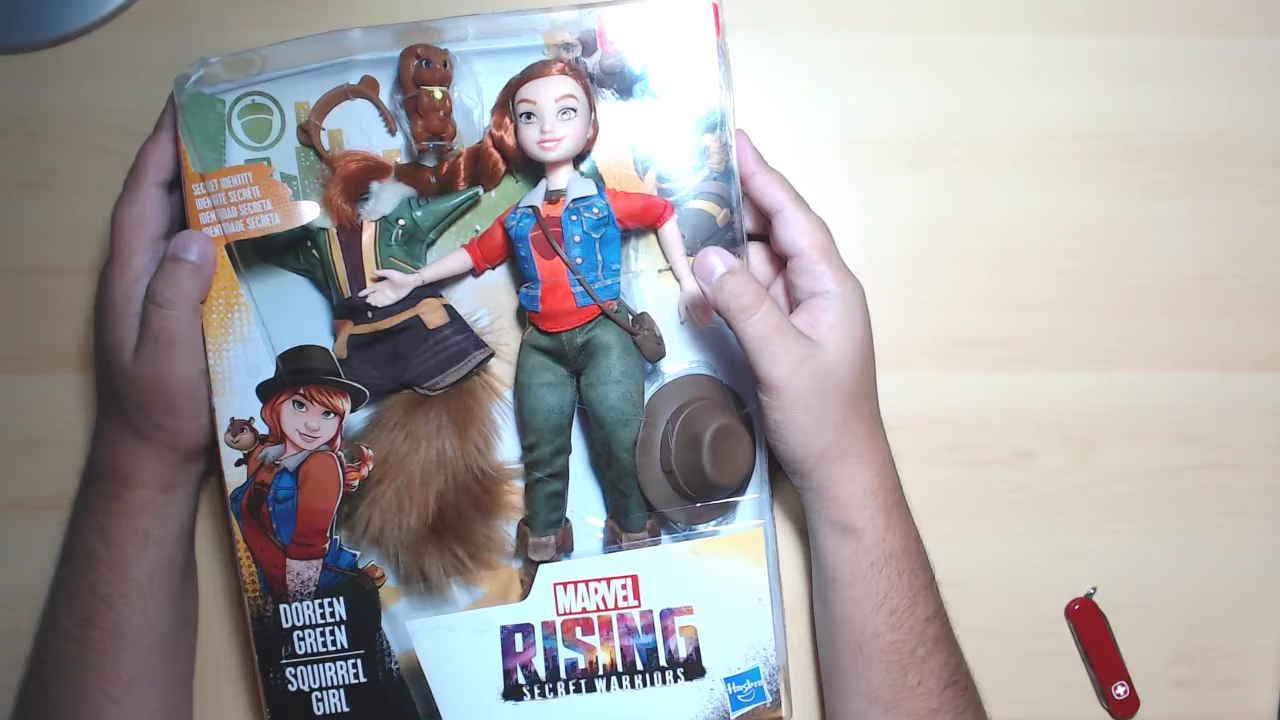 SECRET IDENTITY
IDENTITÉ SECRÈTE
IDENTIDAD SECRETA
IDENTIDADE SECRETA
DOREEN
GREEN
SQUIRREL
GIRL
MARVEL
RISING
SECRET WARRIORS
Hasbro